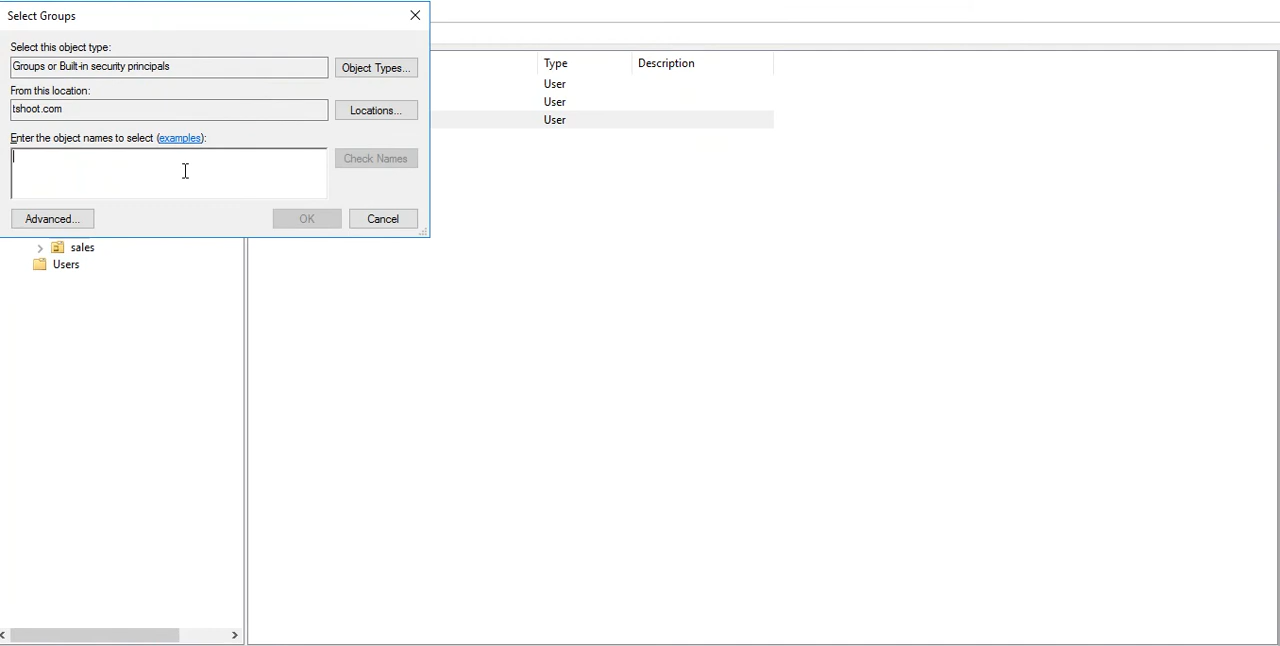 Select Groups
Select this object type:
Groups or Built-in security principals
Object Types...
From this location:
tshoot.com
Locations...
Enter the object names to select (examples):
Check Names
Advanced...
OK
Cancel
Type
Description
User
User
User
sales
Users